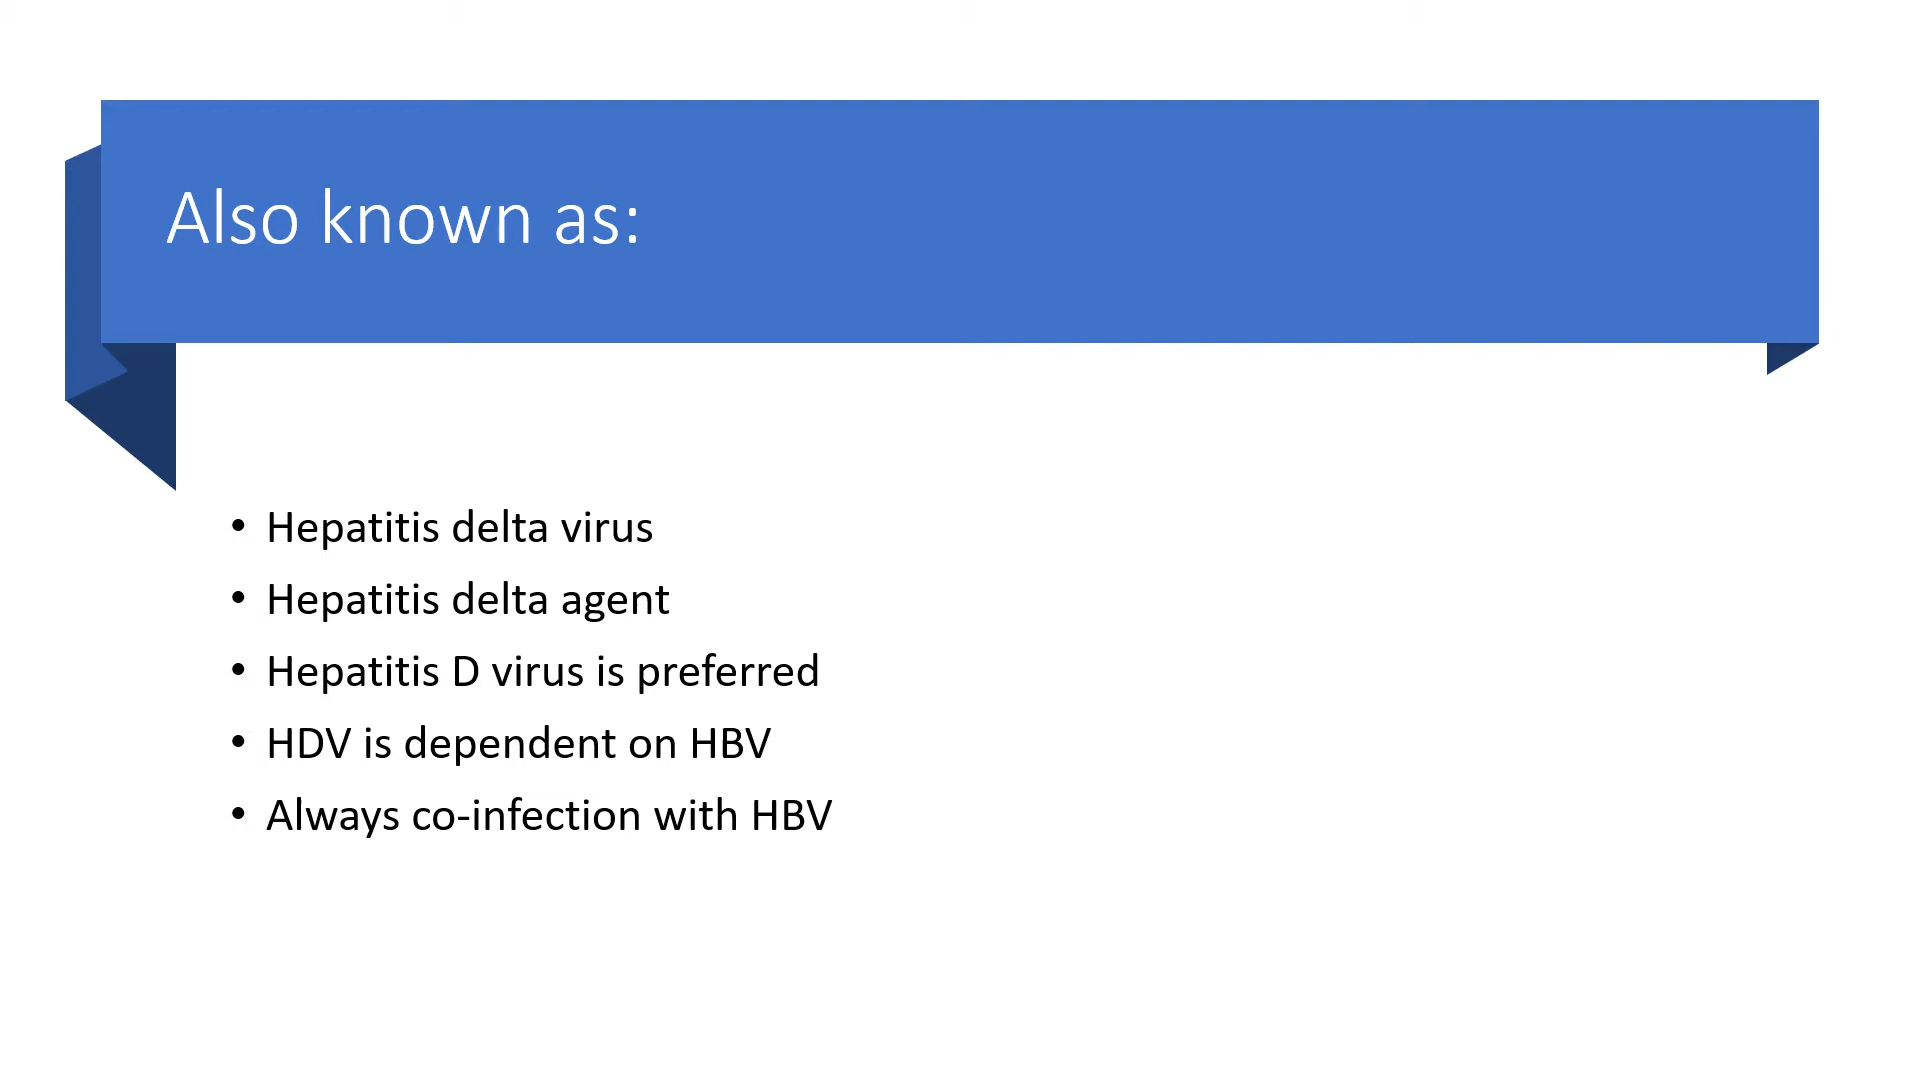 Also known as:
• Hepatitis delta virus
• Hepatitis delta agent
• Hepatitis D virus is preferred
• HDV is dependent on HBV
• Always co-infection with HBV